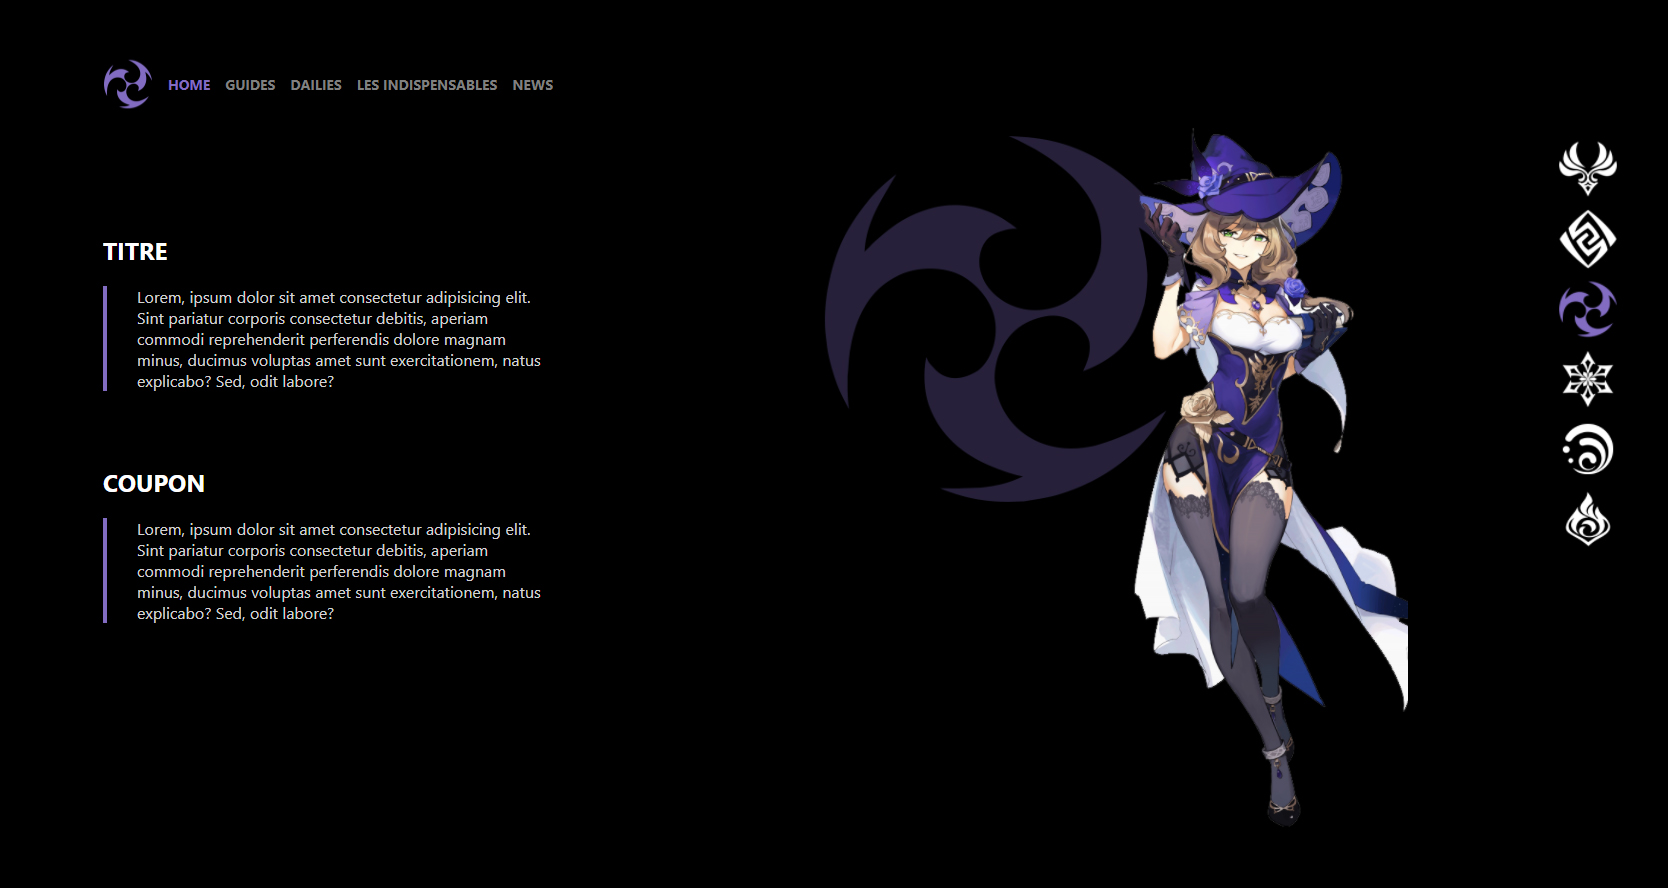 HOME GUIDES DAILIES LES INDISPENSABLES NEWS
TITRE
Lorem, ipsum dolor sit amet consectetur adipisicing elit.
Sint pariatur corporis consectetur debitis, aperiam
commodi reprehenderit perferendis dolore magnam
minus, ducimus voluptas amet sunt exercitationem, natus
explicabo? Sed, odit labore?
COUPON
Lorem, ipsum dolor sit amet consectetur adipisicing elit.
Sint pariatur corporis consectetur debitis, aperiam
commodi reprehenderit perferendis dolore magnam
minus, ducimus voluptas amet sunt exercitationem, natus
explicabo? Sed, odit labore?